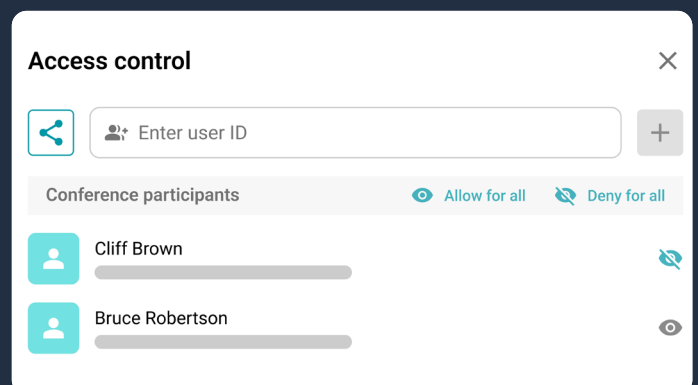 Access control
Enter user ID
Conference participants Allow for all Deny for all
Cliff Brown
Bruce Robertson